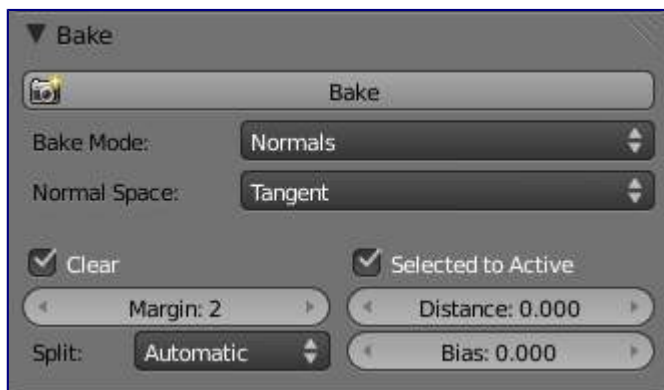 Bake
Bake
Bake Mode: Normals
Normal Space: Tangent
Clear Selected to Active
Margin: 2 Distance: 0.000
Split: Automatic Bias: 0.000